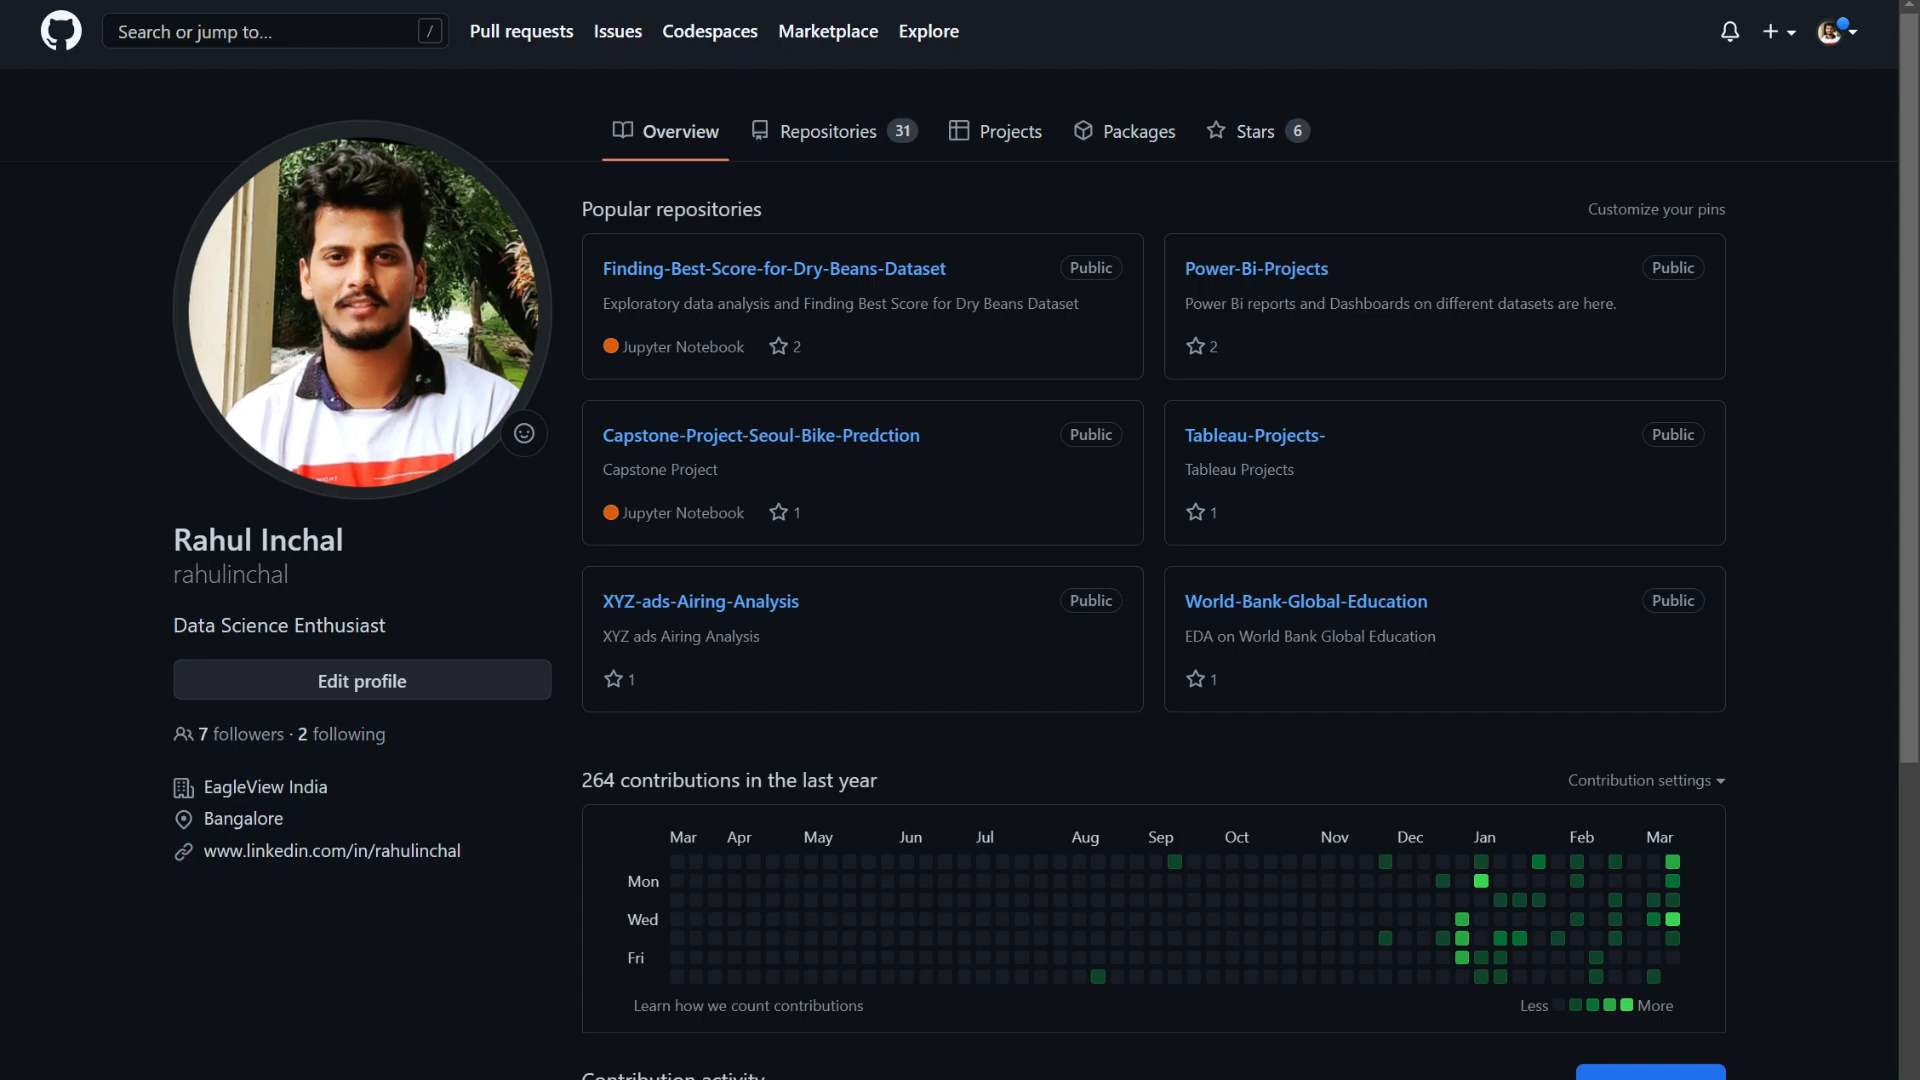 Search or jump to...
/
Pull requests
Issues
Codespaces
Marketplace
Explore
Overview
Repositories 31
Projects
Packages
Stars 6
Rahul Inchal
rahulinchal
Data Science Enthusiast
Edit profile
7 followers · 2 following
EagleView India
Bangalore
www.linkedin.com/in/rahulinchal
Popular repositories
Customize your pins
Finding-Best-Score-for-Dry-Beans-Dataset
Public
Exploratory data analysis and Finding Best Score for Dry Beans Dataset
Jupyter Notebook 2
Power-Bi-Projects
Public
Power Bi reports and Dashboards on different datasets are here.
2
Capstone-Project-Seoul-Bike-Predction
Public
Capstone Project
Jupyter Notebook 1
Tableau-Projects-
Public
Tableau Projects
1
XYZ-ads-Airing-Analysis
Public
XYZ ads Airing Analysis
1
World-Bank-Global-Education
Public
EDA on World Bank Global Education
1
264 contributions in the last year
Contribution settings
Mar Apr May Jun Jul Aug Sep Oct Nov Dec Jan Feb Mar
Mon
Wed
Fri
Learn how we count contributions
Less More
Contribution activity